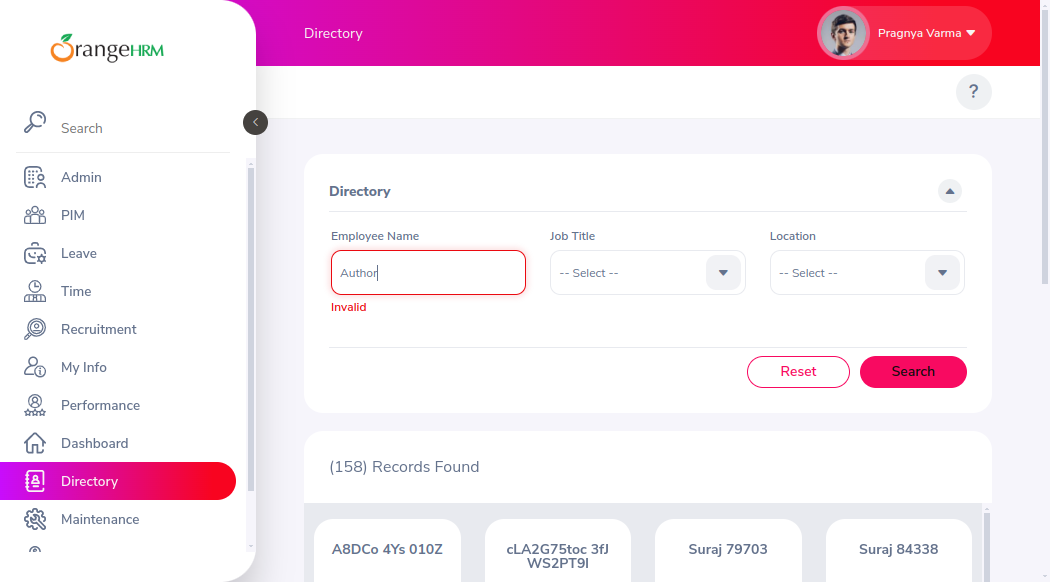 OrangeHRM
Search
Admin
PIM
Leave
Time
Recruitment
My Info
Performance
Dashboard
Directory
Maintenance
Directory
Pragnya Varma
?
Directory
Employee Name
Job Title
Location
Author
-- Select --
-- Select --
Invalid
Reset
Search
(158) Records Found
A8DCo 4Ys 010Z
cLA2G75toc 3fJ
WS2PT9I
Suraj 79703
Suraj 84338